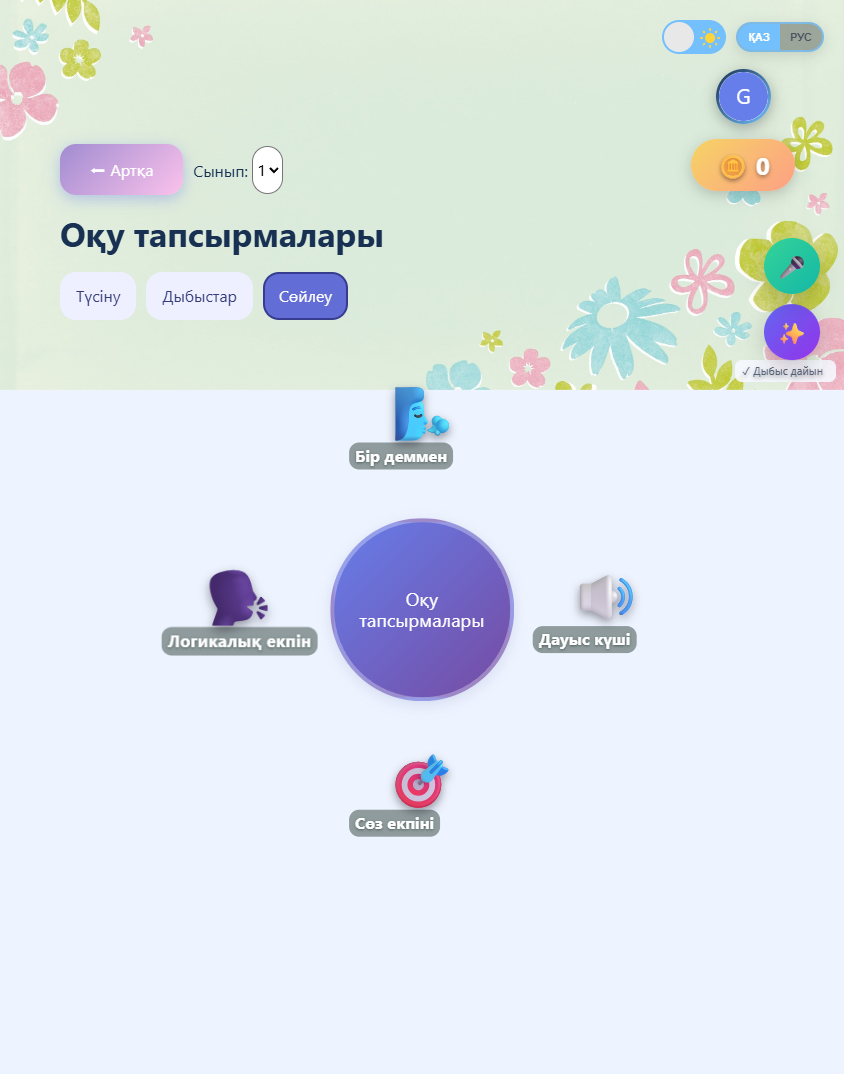 ҚАЗ РУС
G
⬅ Артқа Сынып: 1
0
Оқу тапсырмалары
Түсіну Дыбыстар Сөйлеу
✓ Дыбыс дайын
Бір деммен
Оқу
тапсырмалары
Логикалық екпін
Дауыс күші
Сөз екпіні